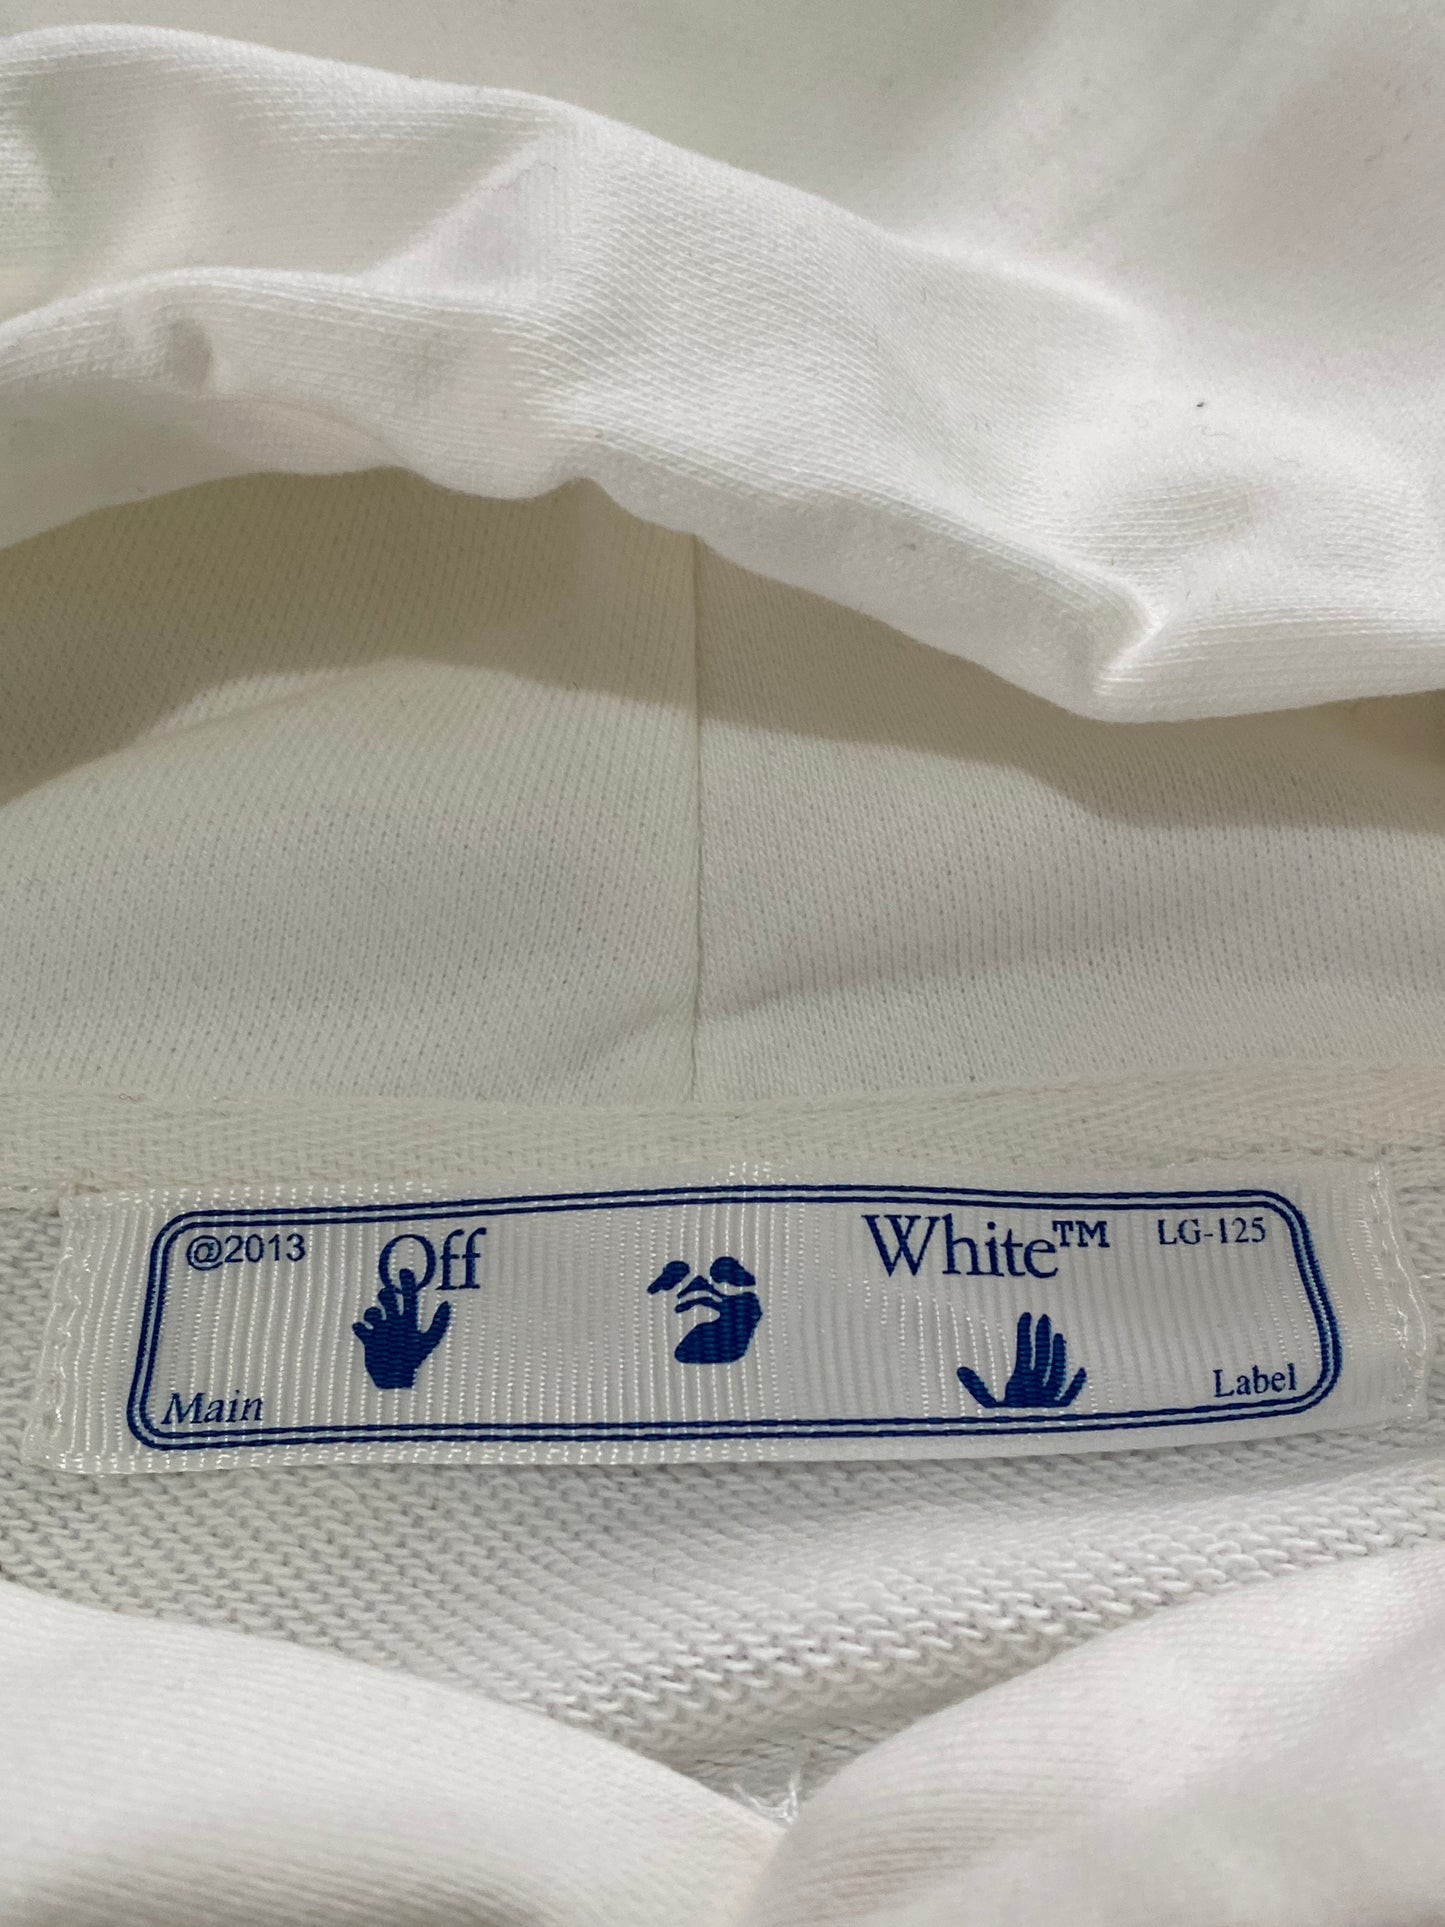 @2013 Off White™ LG-125
Main Label